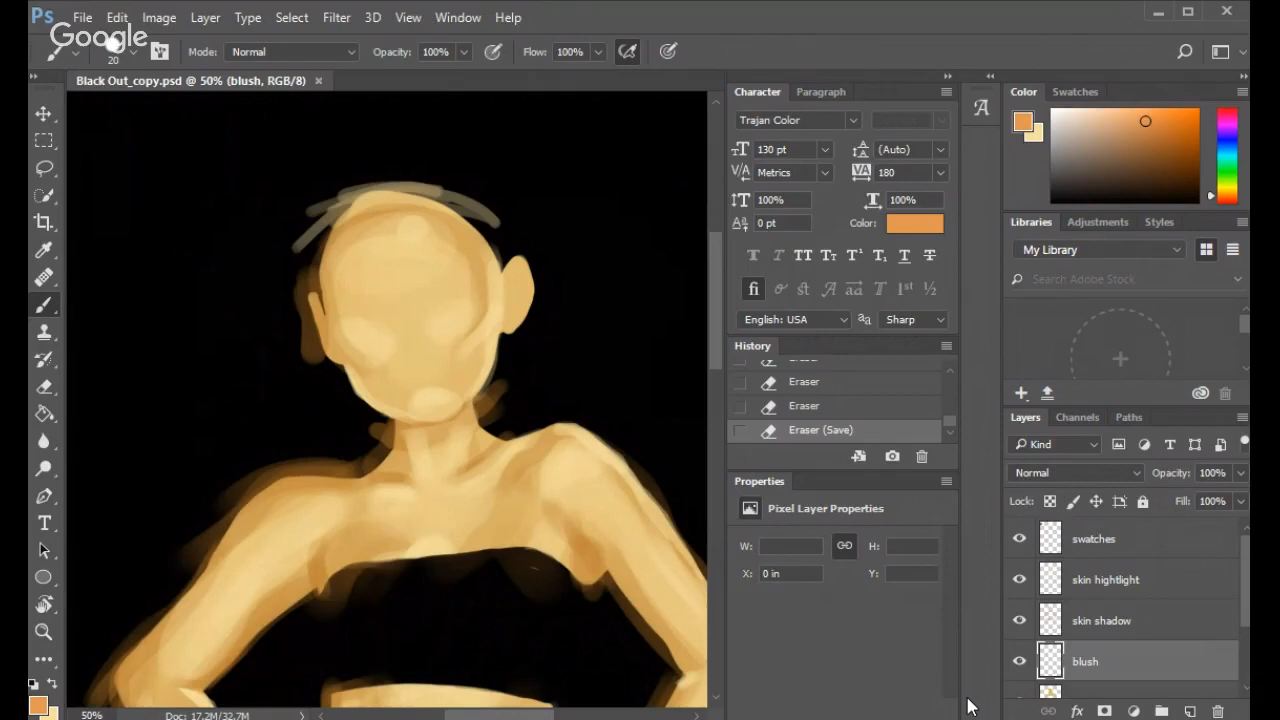 Ps File Edit Image Layer Type Select Filter 3D View Window Help
Google
20 Mode: Normal Opacity: 100% Flow: 100%
Black Out_copy.psd @ 50% (blush, RGB/8) ×
Character Paragraph
Trajan Color
130 pt (Auto)
Metrics 180
100% 100%
0 pt Color:
English: USA aa Sharp
History
Eraser
Eraser
Eraser
Eraser (Save)
Properties
Pixel Layer Properties
W: H:
X: 0 in Y:
Color Swatches
Libraries Adjustments Styles
My Library
Search Adobe Stock
Layers Channels Paths
Kind
Normal Opacity: 100%
Lock: Fill: 100%
swatches
skin hightlight
skin shadow
blush
50% Doc: 17.2M/32.7M